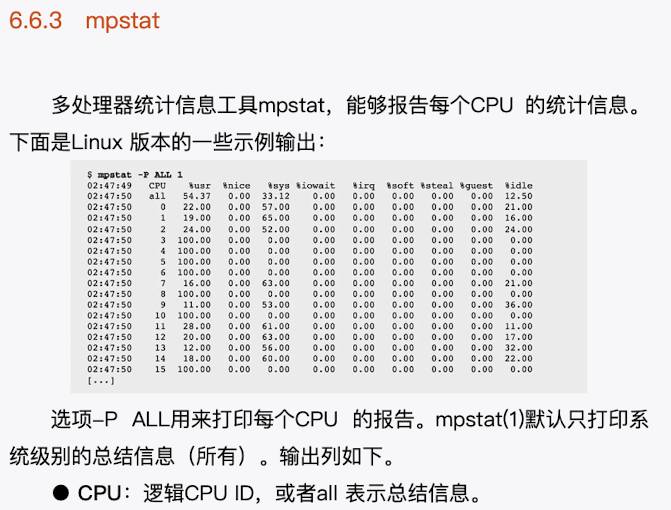 6.6.3 mpstat
多处理器统计信息工具mpstat，能够报告每个CPU 的统计信息。
下面是Linux 版本的一些示例输出：
$ mpstat -P ALL 1
02:47:49 CPU %usr %nice %sys %iowait %irq %soft %steal %guest %idle
02:47:50 all 54.37 0.00 33.12 0.00 0.00 0.00 0.00 0.00 12.50
02:47:50 0 22.00 0.00 57.00 0.00 0.00 0.00 0.00 0.00 21.00
02:47:50 1 19.00 0.00 65.00 0.00 0.00 0.00 0.00 0.00 16.00
02:47:50 2 24.00 0.00 52.00 0.00 0.00 0.00 0.00 0.00 24.00
02:47:50 3 100.00 0.00 0.00 0.00 0.00 0.00 0.00 0.00 0.00
02:47:50 4 100.00 0.00 0.00 0.00 0.00 0.00 0.00 0.00 0.00
02:47:50 5 100.00 0.00 0.00 0.00 0.00 0.00 0.00 0.00 0.00
02:47:50 6 100.00 0.00 0.00 0.00 0.00 0.00 0.00 0.00 0.00
02:47:50 7 16.00 0.00 63.00 0.00 0.00 0.00 0.00 0.00 21.00
02:47:50 8 100.00 0.00 0.00 0.00 0.00 0.00 0.00 0.00 0.00
02:47:50 9 11.00 0.00 53.00 0.00 0.00 0.00 0.00 0.00 36.00
02:47:50 10 100.00 0.00 0.00 0.00 0.00 0.00 0.00 0.00 0.00
02:47:50 11 28.00 0.00 61.00 0.00 0.00 0.00 0.00 0.00 11.00
02:47:50 12 20.00 0.00 63.00 0.00 0.00 0.00 0.00 0.00 17.00
02:47:50 13 12.00 0.00 56.00 0.00 0.00 0.00 0.00 0.00 32.00
02:47:50 14 18.00 0.00 60.00 0.00 0.00 0.00 0.00 0.00 22.00
02:47:50 15 100.00 0.00 0.00 0.00 0.00 0.00 0.00 0.00 0.00
[...]
选项–P ALL用来打印每个CPU 的报告。mpstat(1)默认只打印系
统级别的总结信息（所有）。输出列如下。
● CPU：逻辑CPU ID，或者all 表示总结信息。